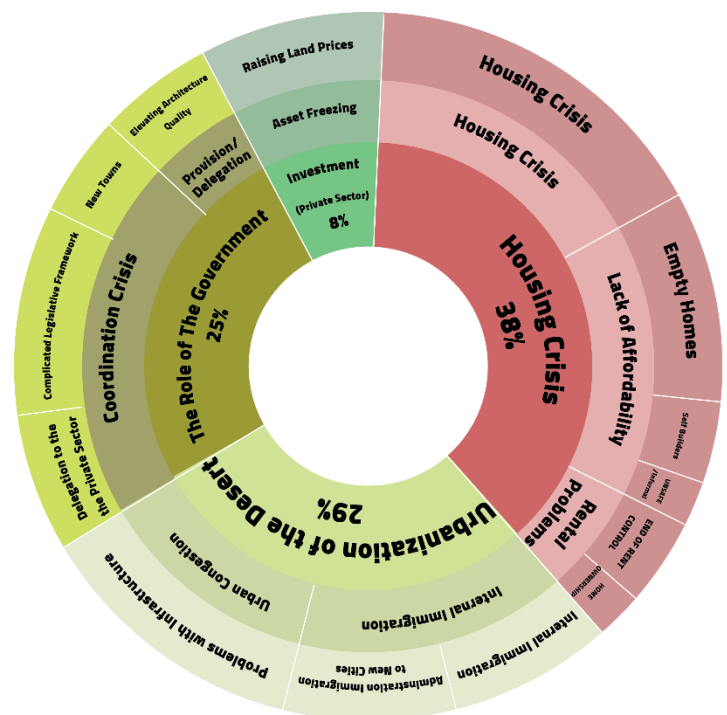 Housing Crisis
Housing Crisis
Housing Crisis
38%
Empty Homes
Lack of Affordability
Self Builders
UNSAFE
/Informal
Rental
Problems
END OF RENT
CONTROL
HOME
OWNERSHIP
Urbanization of the Desert
29%
Internal Immigration
Internal Immigration
Adminstration Immigration
to New Cities
Urban Congestion
Problems with Infrastructure
The Role of The Government
25%
Coordination Crisis
Delegation to the
the Private Sector
Complicated Legislative Framework
New Towns
Provision/
Delegation
Elevating Architecture
Quality
Investment
(Private Sector)
8%
Asset Freezing
Raising Land Prices